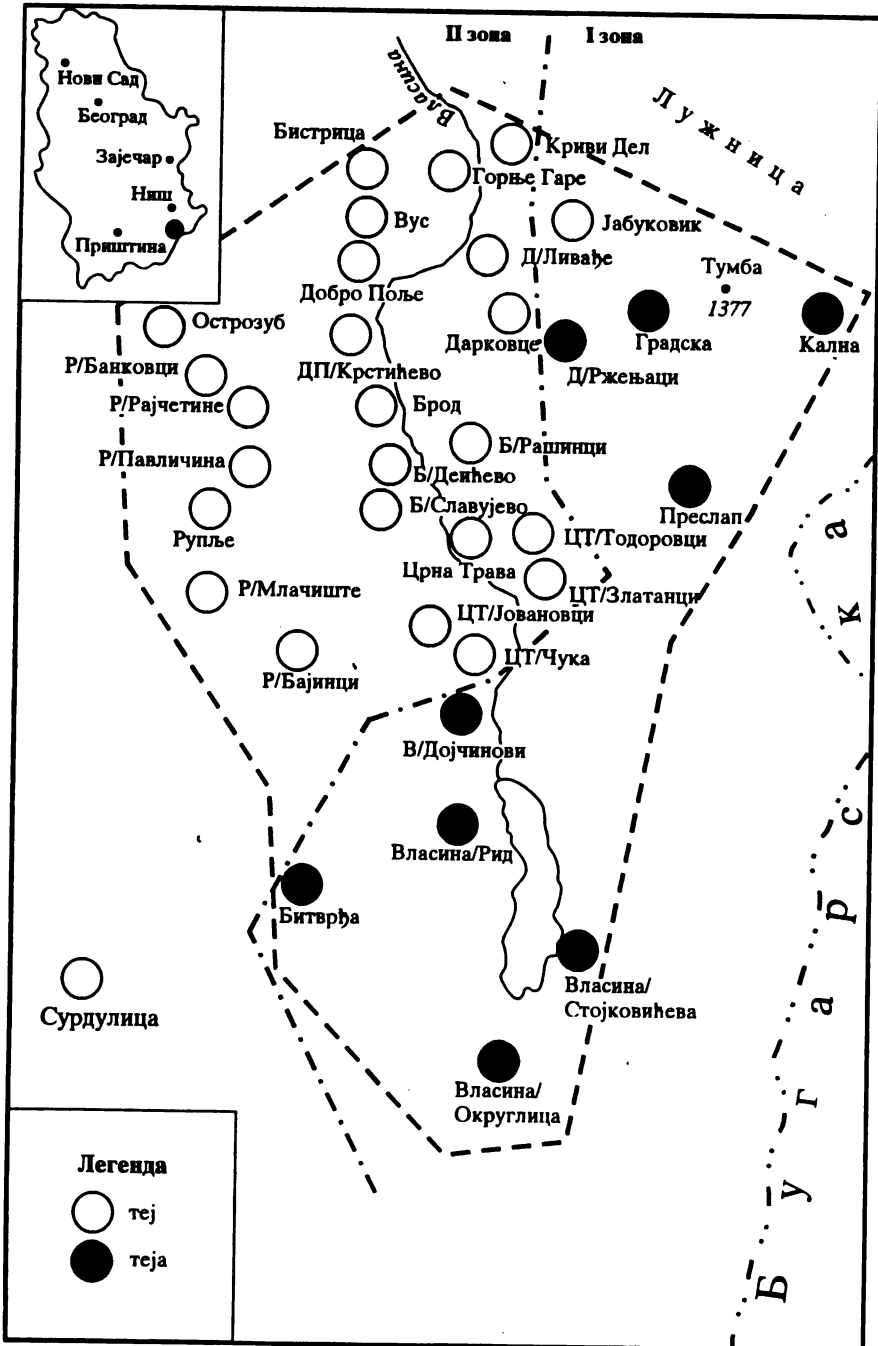 II зона
I зона
Нови Сад
Београд
Зајечар
Ниш
Приштина
Власина
Лужница
Бистрица
Криви Дел
Горње Гаре
Вус
Јабуковик
Д/Ливађе
Добро Поље
Тумба
1377
Острозуб
Дарковце
Градска
Кална
Р/Банковци
ДП/Крстићево
Д/Ржењаци
Р/Рајчетине
Брод
Б/Рашинци
Р/Павличина
Б/Деићево
Б/Славујево
Преслап
Рупље
ЦТ/Тодоровци
Црна Трава
Р/Млачиште
ЦТ/Златанци
ЦТ/Јовановци
ЦТ/Чука
Р/Бајинци
В/Дојчинови
Власина/Рид
Битврђа
Власина/
Стојковићева
Сурдулица
Власина/
Округлица
Бугарска
Легенда
теј
теја